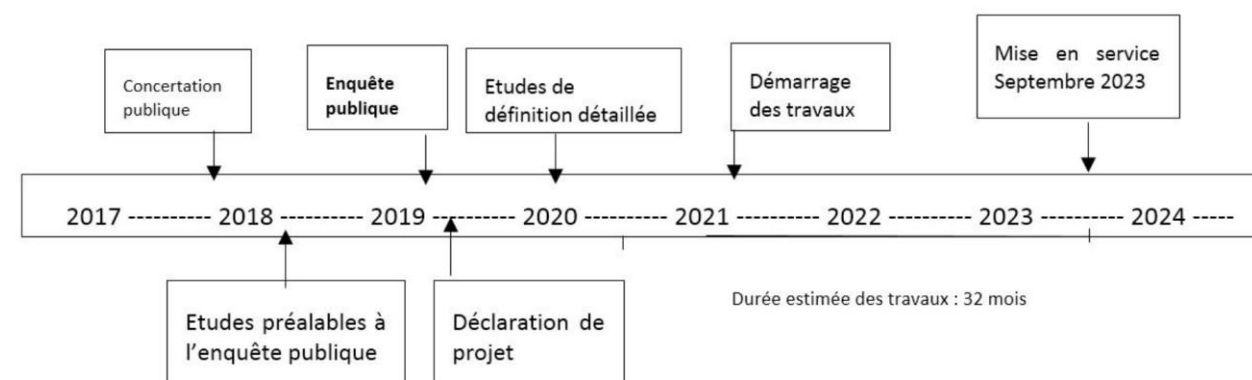 Concertation
publique
Enquête
publique
Etudes de
définition détaillée
Démarrage
des travaux
Mise en service
Septembre 2023
2017 ---------- 2018 ---------- 2019 ---------- 2020 ---------- 2021 ---------- 2022 ---------- 2023 ---------- 2024 -----
Etudes préalables à
l'enquête publique
Déclaration de
projet
Durée estimée des travaux : 32 mois